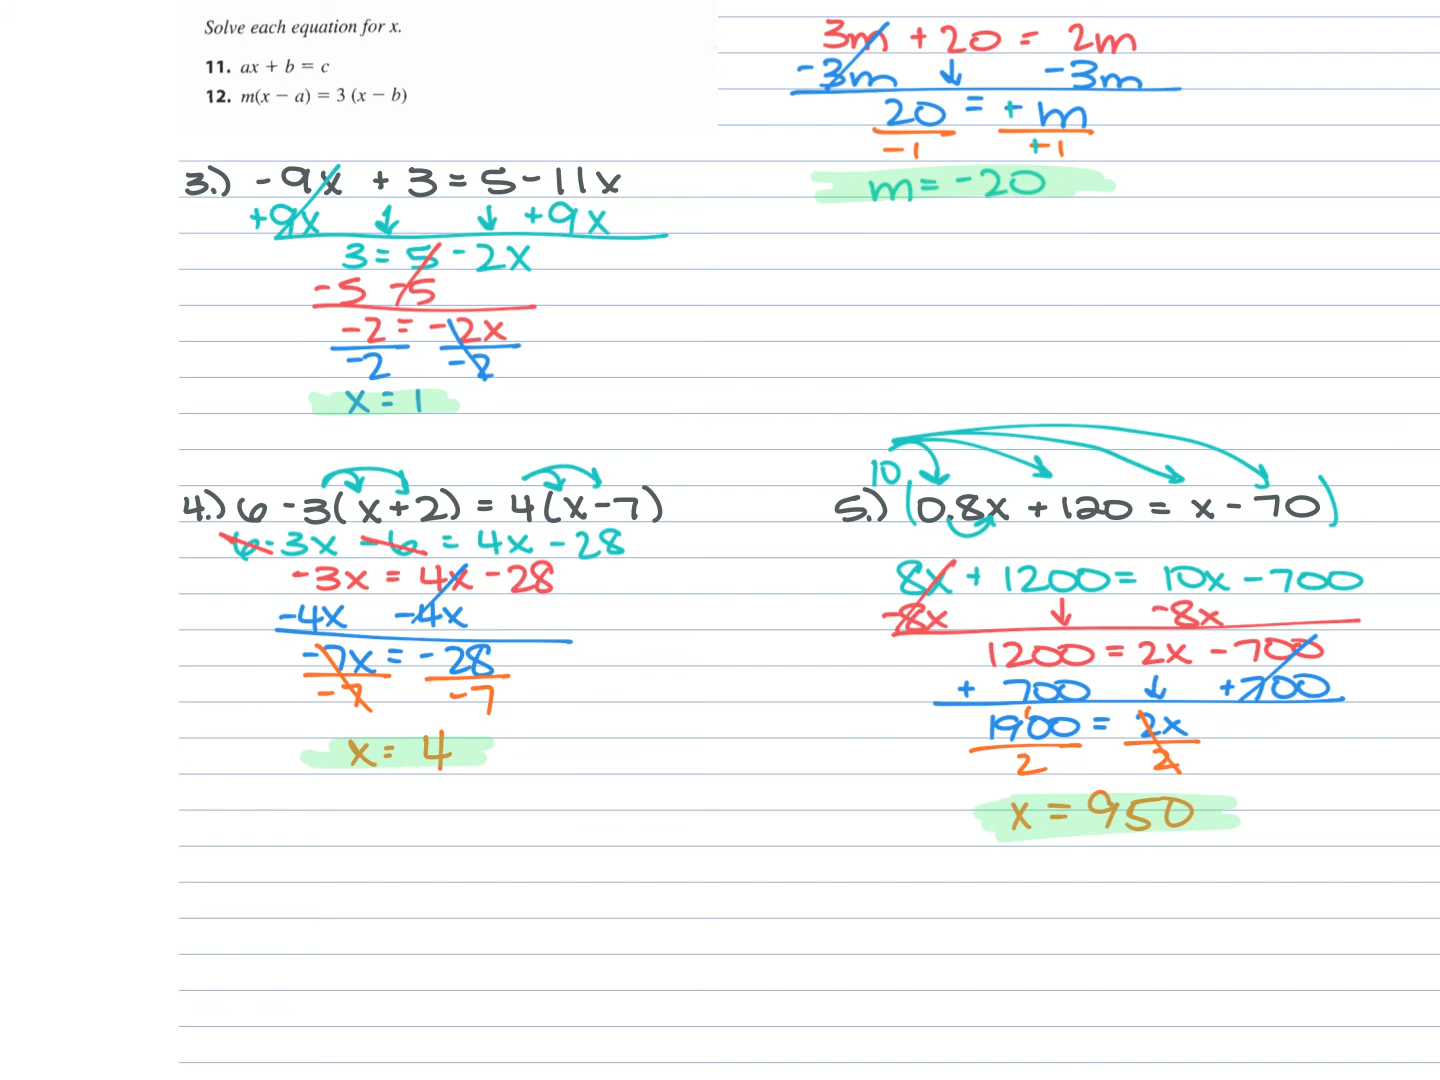 Solve each equation for x.
11. ax + b = c
12. m(x − a) = 3 (x − b)
3m + 20 = 2m
-3m ↓ -3m
20 = + m
-1 +1
m = -20
3.) -9x + 3 = 5 - 11x
+9x ↓ ↓ +9x
3 = 5 - 2x
-5 -5
-2 = -2x
-2 -2
x = 1
4.) 6 - 3(x + 2) = 4(x - 7)
6 - 3x - 6 = 4x - 28
-3x = 4x - 28
-4x -4x
-7x = -28
-7 -7
x = 4
10
5.) (0.8x + 120 = x - 70)
8x + 1200 = 10x - 700
-8x ↓ -8x
1200 = 2x - 700
+ 700 ↓ +700
1900 = 2x
2 2
x = 950